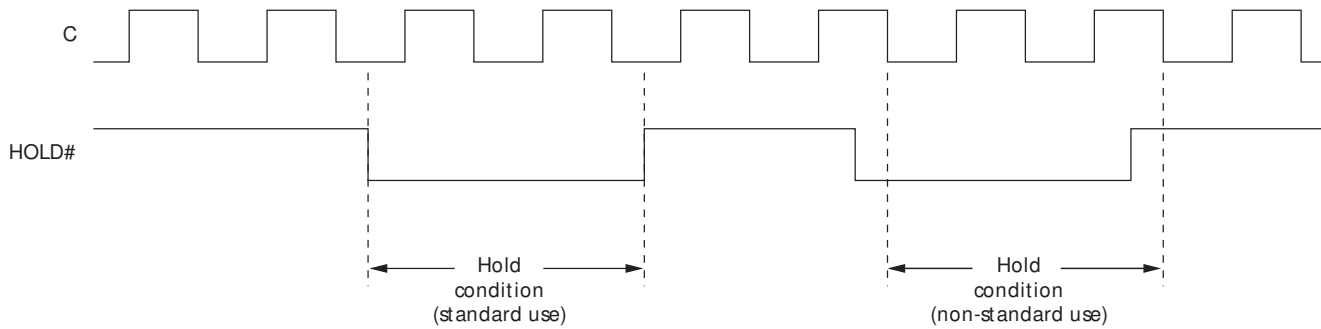 C
HOLD#
Hold
condition
(standard use)
Hold
condition
(non-standard use)